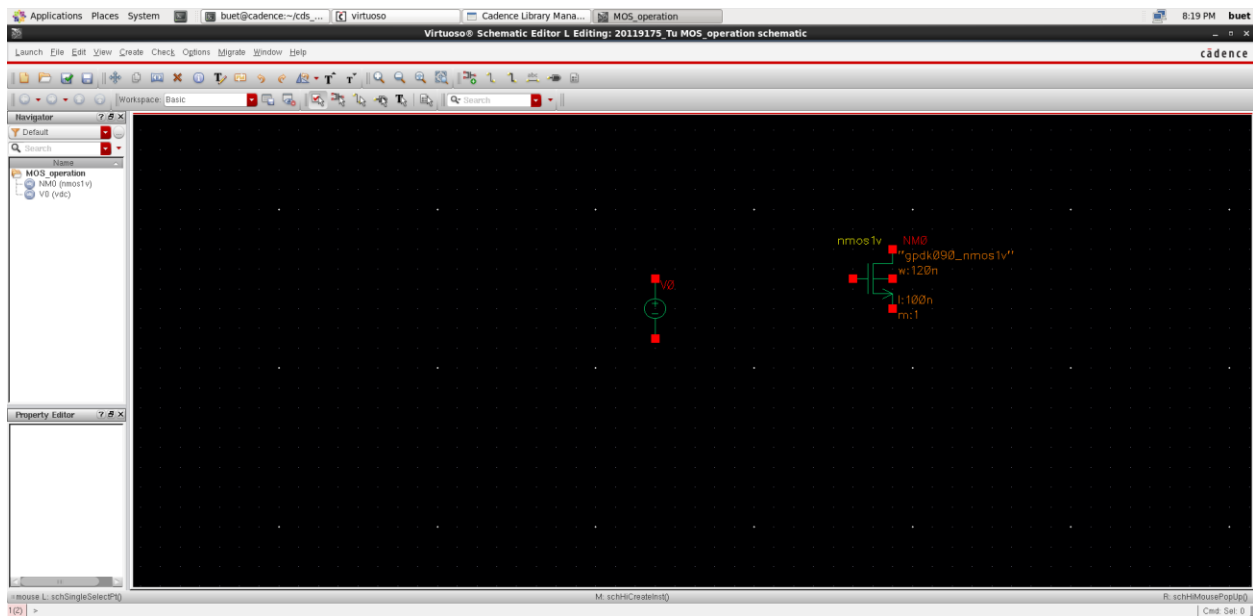 Applications Places System buet@cadence:~/cds_... virtuoso Cadence Library Mana... MOS_operation 8:19 PM buet
Virtuoso® Schematic Editor L Editing: 20119175_Tu MOS_operation schematic
Launch File Edit View Create Check Options Migrate Window Help cādence
Workspace: Basic Search
Navigator
Default
Search
Name
MOS_operation
NM0 (nmos1v)
V0 (vdc)
nmos1v NM0
"gpdk090_nmos1v"
w:120n
V0
l:100n
m:1
Property Editor
mouse L: schSingleSelectPt() M: schHiCreateInst() R: schHiMousePopUp()
1(2) > Cmd: Sel: 0